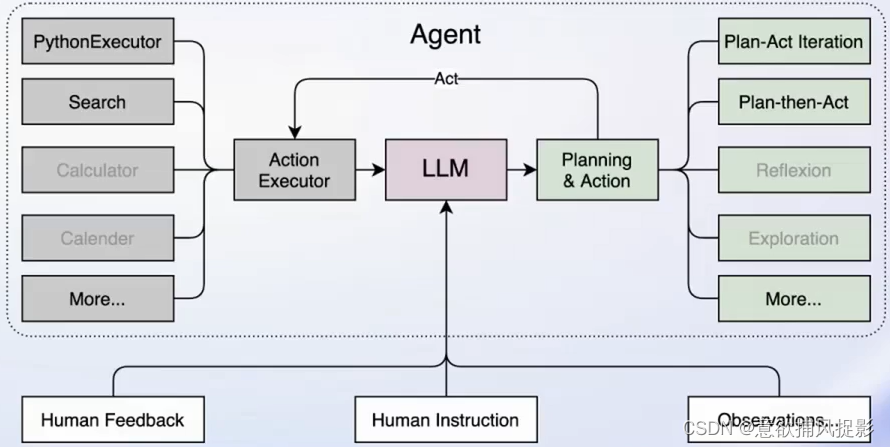 Agent
PythonExecutor
Search
Calculator
Calender
More...
Act
Action
Executor
LLM
Planning
& Action
Plan-Act Iteration
Plan-then-Act
Reflexion
Exploration
More...
Human Feedback
Human Instruction
Observations...
CSDN @意欲捕风捉影